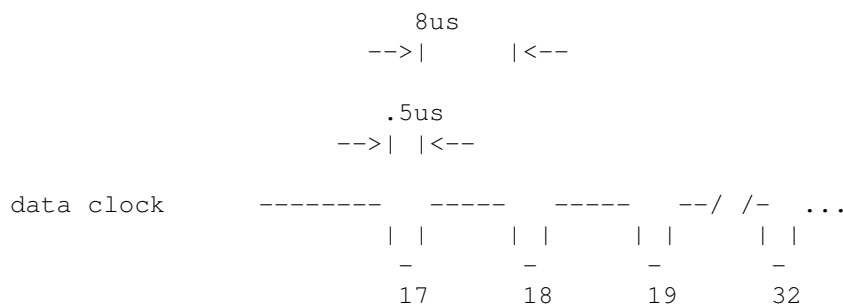 8us
-->|      |<--
.5us
-->| |<--
data clock      --------   -----   -----   --/ /-  ...
| |     | |     | |     | |
-       -       -       -
17      18      19      32